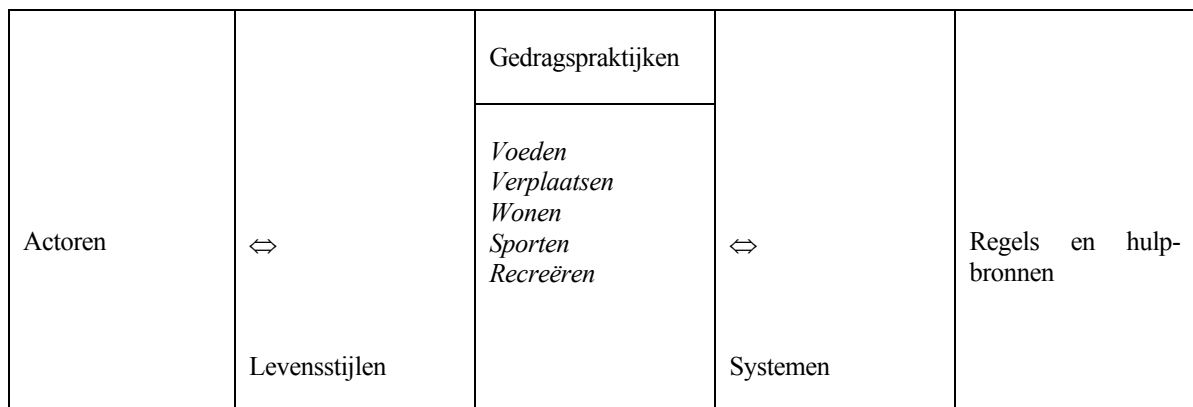 Gedragspraktijken
Voeden
Verplaatsen
Wonen
Sporten
Recreëren
Actoren
⇔
⇔
Regels en hulp-
bronnen
Levensstijlen
Systemen